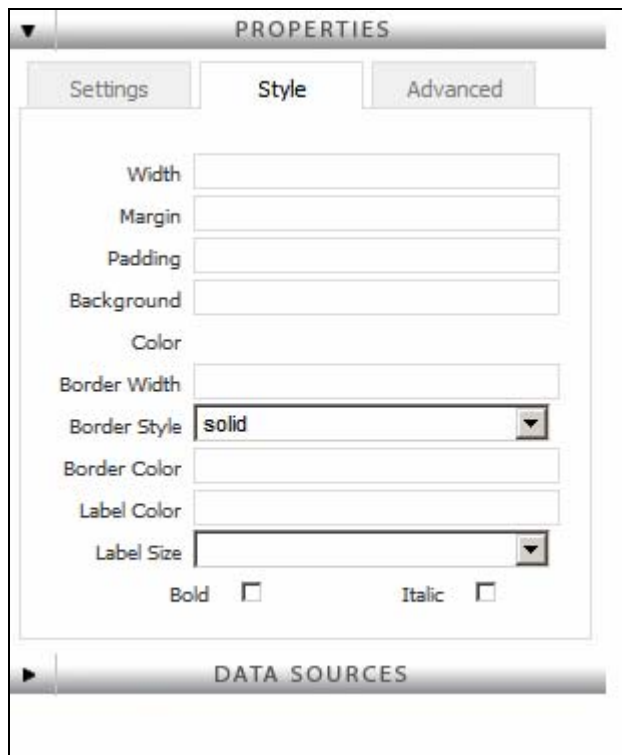 PROPERTIES
Settings Style Advanced
Width
Margin
Padding
Background
Color
Border Width
Border Style solid
Border Color
Label Color
Label Size
Bold Italic
DATA SOURCES